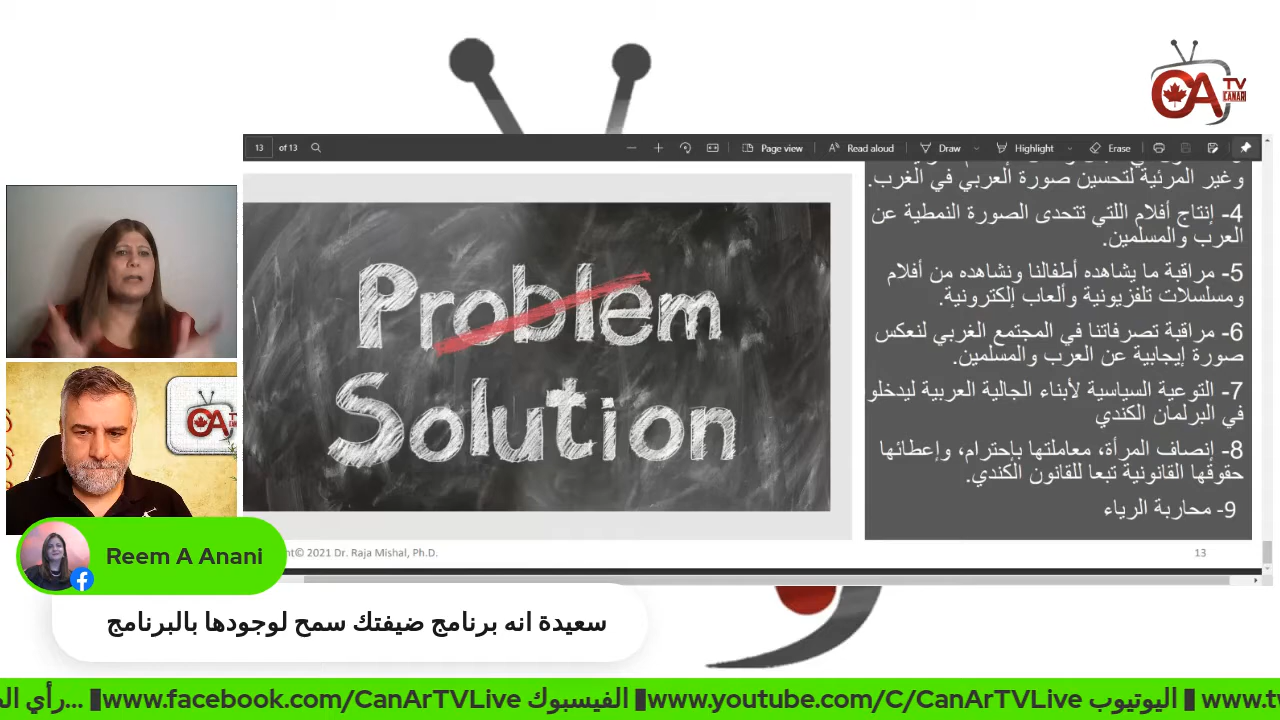 TV
CANARI
13 of 13
Page view
Read aloud
Draw
Highlight
Erase
وغير المرئية لتحسين صورة العربي في الغرب.
4- إنتاج أفلام اللتي تتحدى الصورة النمطية عن
العرب والمسلمين.
5- مراقبة ما يشاهده أطفالنا ونشاهده من أفلام
ومسلسلات تلفزيونية وألعاب إلكترونية.
6- مراقبة تصرفاتنا في المجتمع الغربي لنعكس
صورة إيجابية عن العرب والمسلمين.
7- التوعية السياسية لأبناء الجالية العربية ليدخلو
في البرلمان الكندي
8- إنصاف المرأة، معاملتها بإحترام، وإعطائها
حقوقها القانونية تبعا للقانون الكندي.
9- محاربة الرياء
Problem
Solution
© 2021 Dr. Raja Mishal, Ph.D.
13
Reem A Anani
سعيدة انه برنامج ضيفتك سمح لوجودها بالبرنامج
رأي ... www.facebook.com/CanArTVLive الفيسبوك www.youtube.com/C/CanArTVLive اليوتيوب